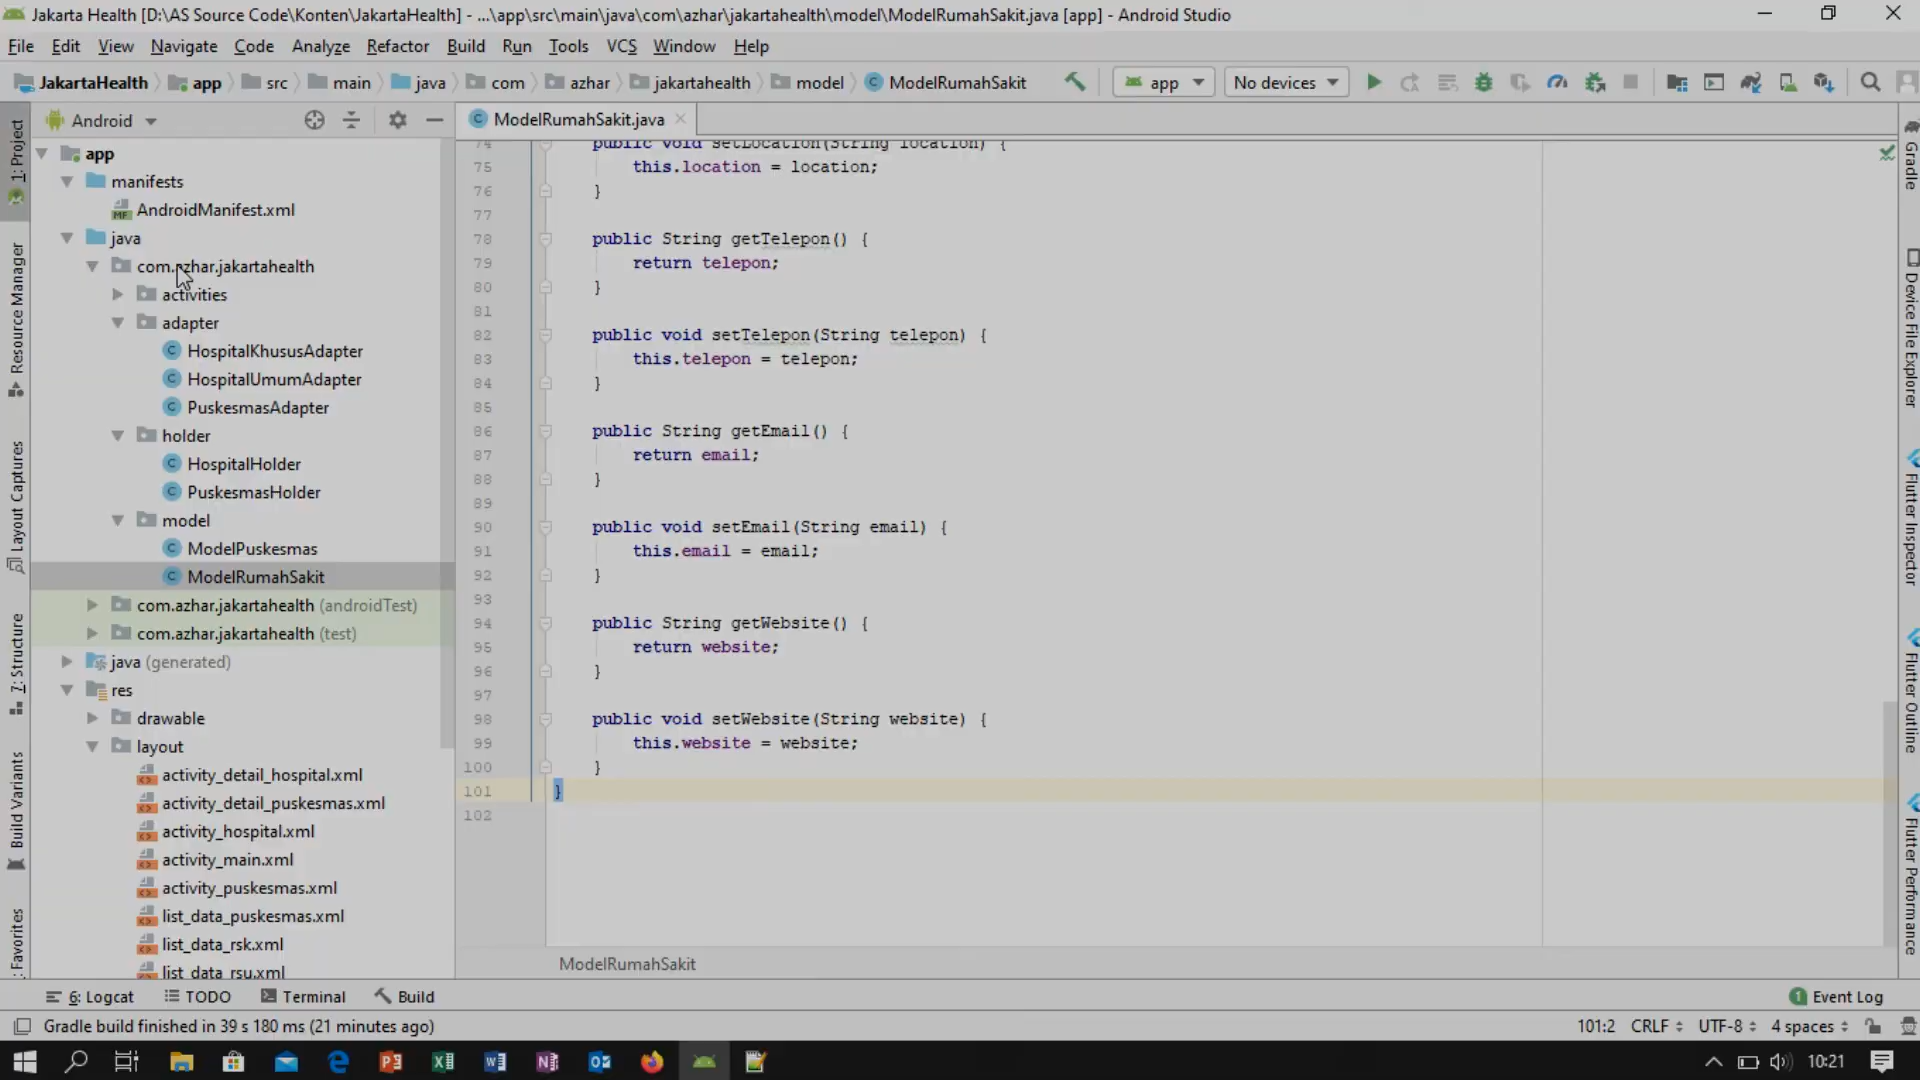 Jakarta Health [D:\AS Source Code\Konten\JakartaHealth] - ...\app\src\main\java\com\azhar\jakartahealth\model\ModelRumahSakit.java [app] - Android Studio
File Edit View Navigate Code Analyze Refactor Build Run Tools VCS Window Help
JakartaHealth app src main java com azhar jakartahealth model ModelRumahSakit app No devices
Android
ModelRumahSakit.java
1: Project
Resource Manager
Layout Captures
7: Structure
Build Variants
: Favorites
app
manifests
MF AndroidManifest.xml
java
com.azhar.jakartahealth
activities
adapter
C HospitalKhususAdapter
C HospitalUmumAdapter
C PuskesmasAdapter
holder
C HospitalHolder
C PuskesmasHolder
model
C ModelPuskesmas
C ModelRumahSakit
com.azhar.jakartahealth (androidTest)
com.azhar.jakartahealth (test)
java (generated)
res
drawable
layout
activity_detail_hospital.xml
activity_detail_puskesmas.xml
activity_hospital.xml
activity_main.xml
activity_puskesmas.xml
list_data_puskesmas.xml
list_data_rsk.xml
list_data_rsu.xml
74 public void setLocation(String location) {
75 this.location = location;
76 }
77
78 public String getTelepon() {
79 return telepon;
80 }
81
82 public void setTelepon(String telepon) {
83 this.telepon = telepon;
84 }
85
86 public String getEmail() {
87 return email;
88 }
89
90 public void setEmail(String email) {
91 this.email = email;
92 }
93
94 public String getWebsite() {
95 return website;
96 }
97
98 public void setWebsite(String website) {
99 this.website = website;
100 }
101 }
102
ModelRumahSakit
Gradle
Device File Explorer
Flutter Inspector
Flutter Outline
Flutter Performance
6: Logcat TODO Terminal Build 1 Event Log
Gradle build finished in 39 s 180 ms (21 minutes ago) 101:2 CRLF UTF-8 4 spaces
10:21